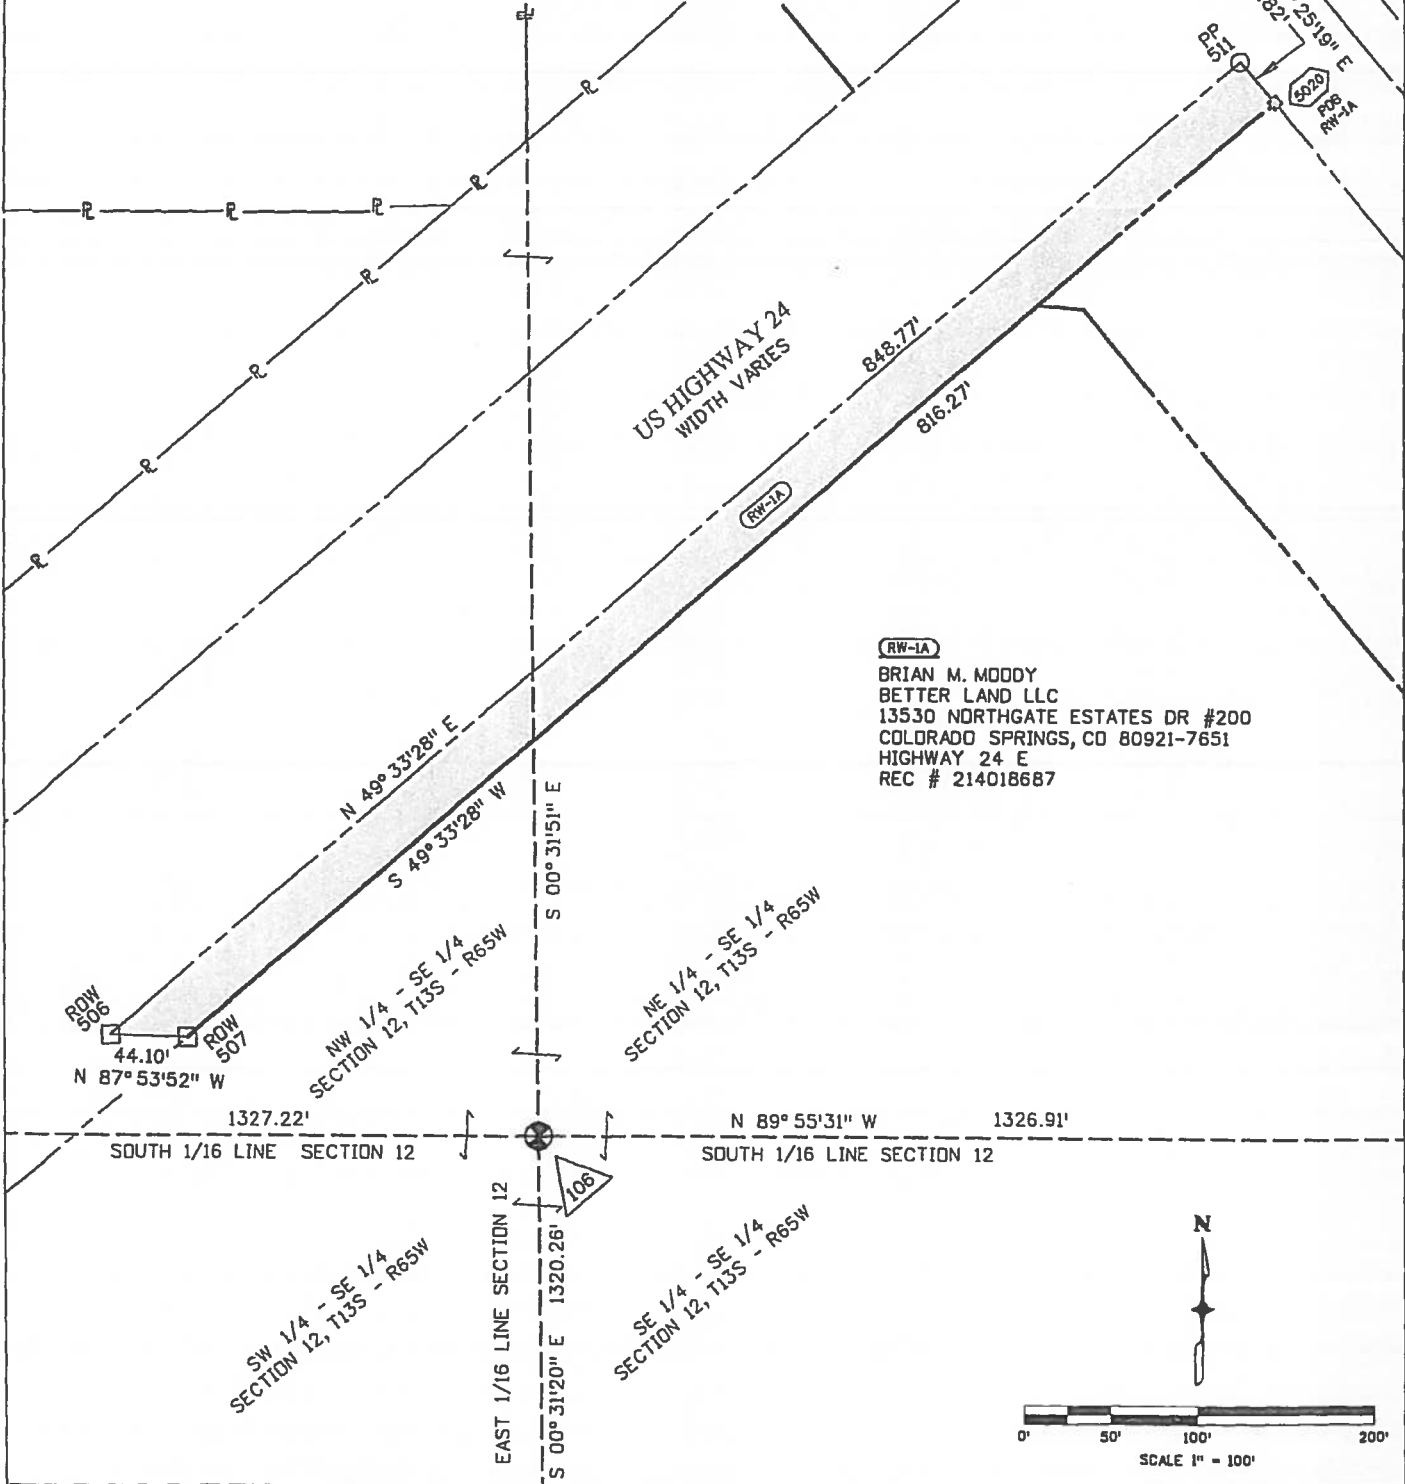 82'
25'19" E
PP
511
5020
POB
RW-1A
US HIGHWAY 24
WIDTH VARIES
848.77'
816.27'
RW-1A
RW-1A
BRIAN M. MOODY
BETTER LAND LLC
13530 NORTHGATE ESTATES DR #200
COLORADO SPRINGS, CO 80921-7651
HIGHWAY 24 E
REC # 214018687
N 49° 33'28" E
S 49° 33'28" W
S 00° 31'51" E
NW 1/4 - SE 1/4
SECTION 12, T13S - R65W
NE 1/4 - SE 1/4
SECTION 12, T13S - R65W
ROW
506
ROW
507
44.10'
N 87° 53'52" W
1327.22'
N 89° 55'31" W
1326.91'
SOUTH 1/16 LINE SECTION 12
SOUTH 1/16 LINE SECTION 12
106
EAST 1/16 LINE SECTION 12
S 00° 31'20" E 1320.26'
SW 1/4 - SE 1/4
SECTION 12, T13S - R65W
SE 1/4 - SE 1/4
SECTION 12, T13S - R65W
N
0' 50' 100' 200'
SCALE 1" = 100'